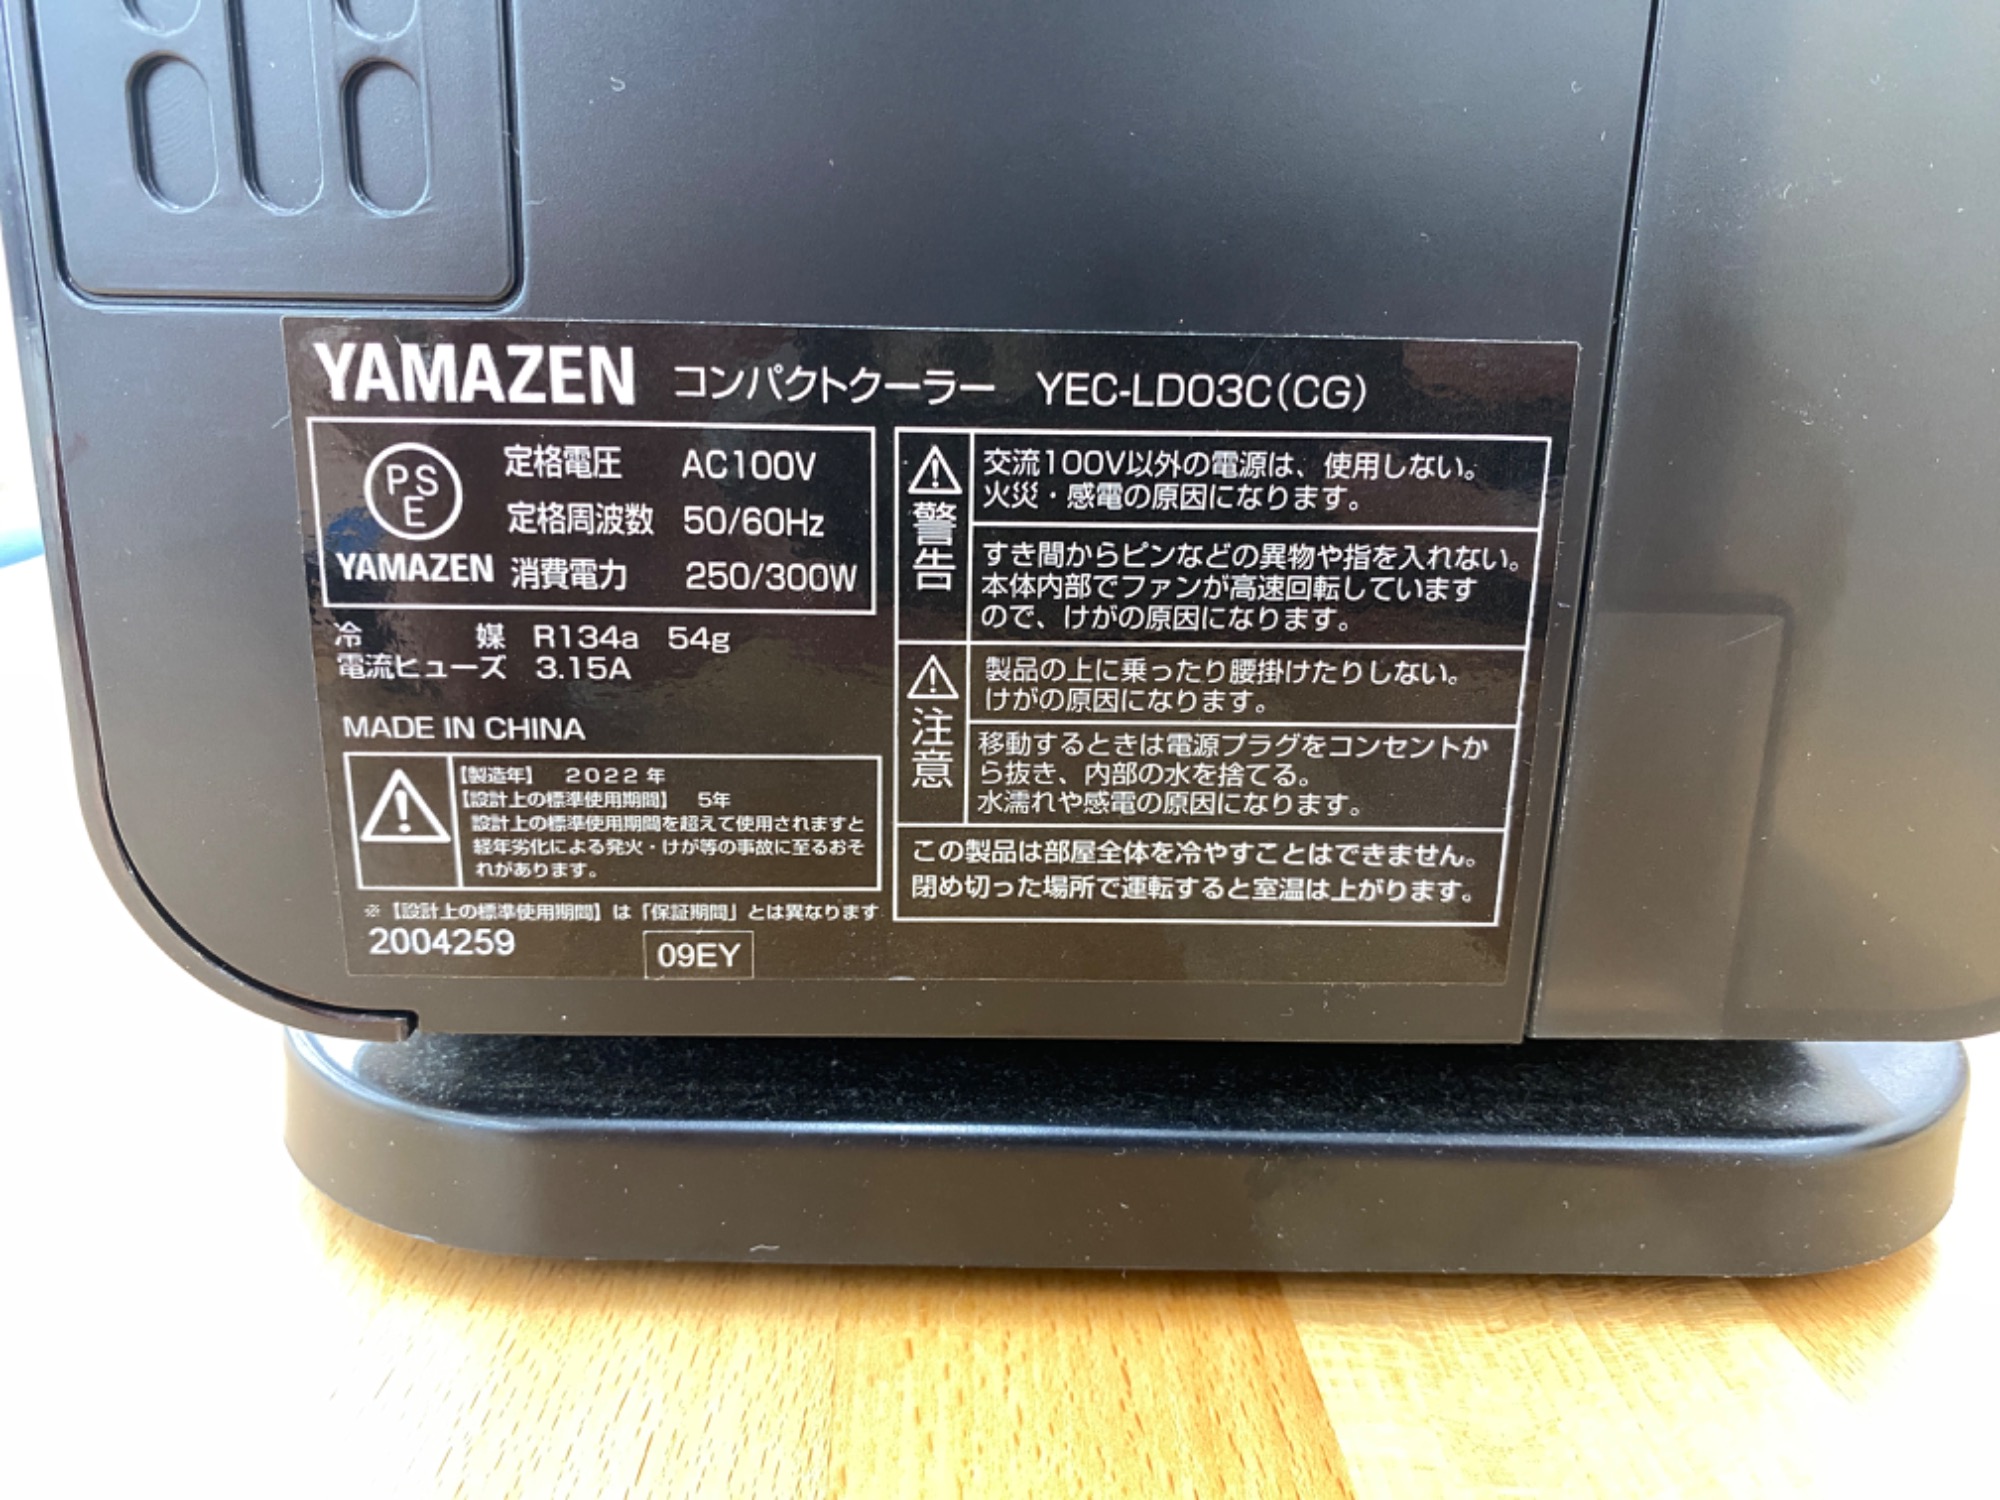 YAMAZEN コンパクトクーラー YEC-LD03C(CG)
PSE
YAMAZEN
定格電圧 AC100V
定格周波数 50/60Hz
消費電力 250/300W
冷媒 R134a 54g
電流ヒューズ 3.15A
MADE IN CHINA
【製造年】 2022年
【設計上の標準使用期間】 5年
設計上の標準使用期間を超えて使用されますと
経年劣化による発火・けが等の事故に至るおそ
れがあります。
※【設計上の標準使用期間】は「保証期間」とは異なります
2004259 09EY
警告
交流100V以外の電源は、使用しない。
火災・感電の原因になります。
すき間からピンなどの異物や指を入れない。
本体内部でファンが高速回転しています
ので、けがの原因になります。
注意
製品の上に乗ったり腰掛けたりしない。
けがの原因になります。
移動するときは電源プラグをコンセントか
ら抜き、内部の水を捨てる。
水濡れや感電の原因になります。
この製品は部屋全体を冷やすことはできません。
閉め切った場所で運転すると室温は上がります。